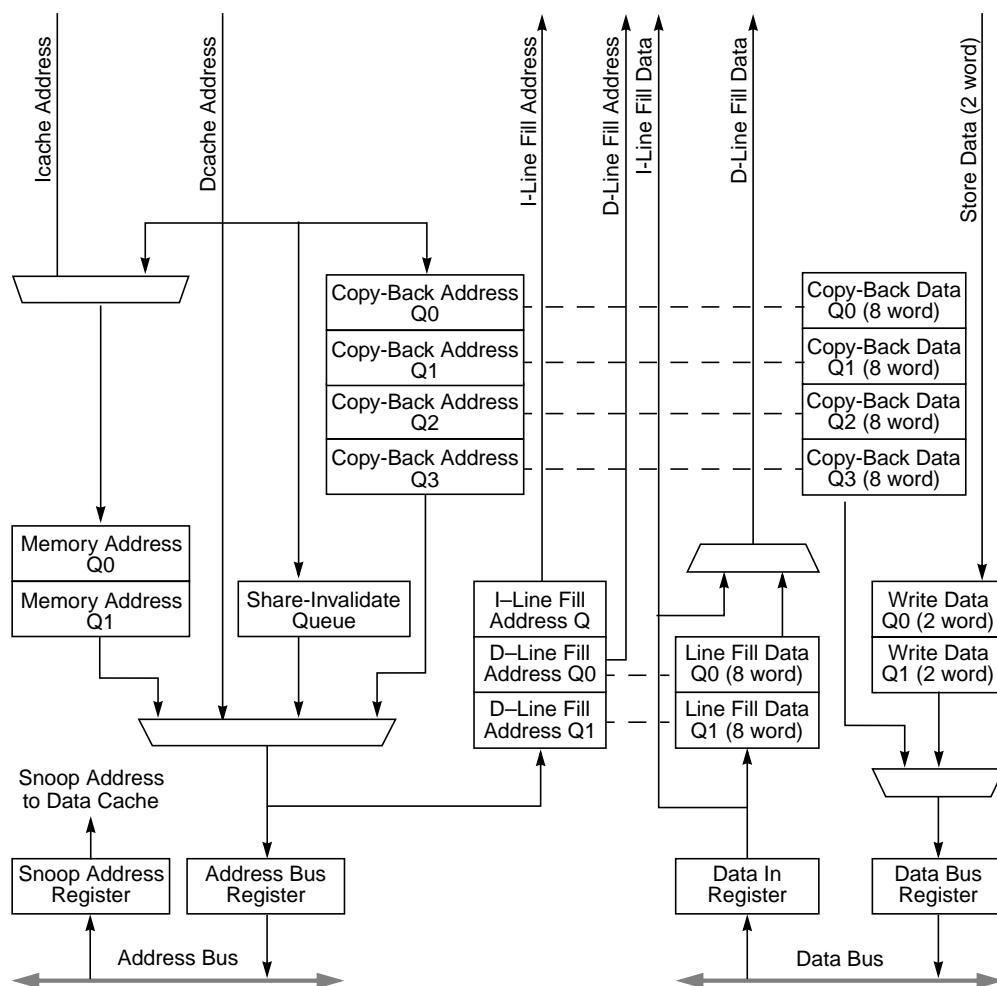 Icache Address
Dcache Address
I-Line Fill Address
D-Line Fill Address
I-Line Fill Data
D-Line Fill Data
Store Data (2 word)
Copy-Back Address
Q0
Copy-Back Address
Q1
Copy-Back Address
Q2
Copy-Back Address
Q3
Copy-Back Data
Q0 (8 word)
Copy-Back Data
Q1 (8 word)
Copy-Back Data
Q2 (8 word)
Copy-Back Data
Q3 (8 word)
Memory Address
Q0
Memory Address
Q1
Share-Invalidate
Queue
I–Line Fill
Address Q
D–Line Fill
Address Q0
D–Line Fill
Address Q1
Line Fill Data
Q0 (8 word)
Line Fill Data
Q1 (8 word)
Write Data
Q0 (2 word)
Write Data
Q1 (2 word)
Snoop Address
to Data Cache
Snoop Address
Register
Address Bus
Register
Data In
Register
Data Bus
Register
Address Bus
Data Bus